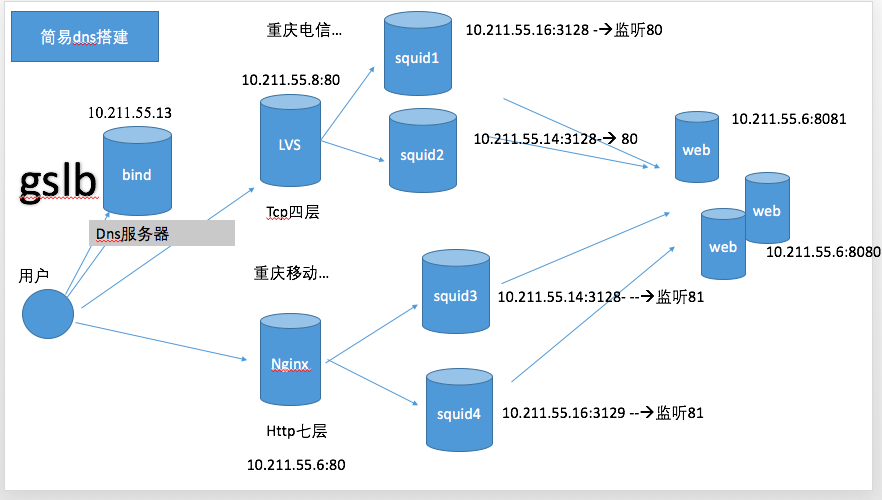 简易dns搭建
重庆电信...
10.211.55.16:3128 -→监听80
squid1
10.211.55.8:80
10.211.55.13
LVS
10.211.55.14:3128-→ 80
squid2
10.211.55.6:8081
web
gslb
bind
Tcp四层
Dns服务器
web
web
10.211.55.6:8080
用户
重庆移动...
squid3
10.211.55.14:3128- --→监听81
Nginx
squid4
10.211.55.16:3129 --→监听81
Http七层
10.211.55.6:80